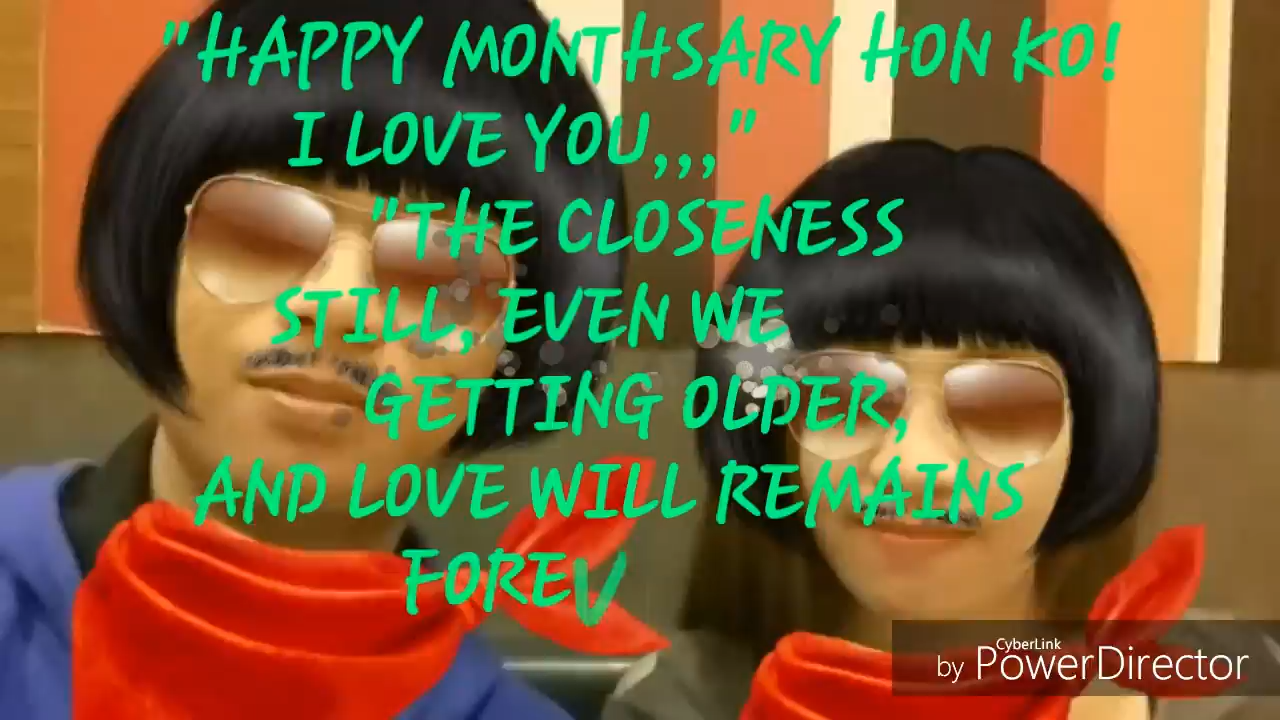 "HAPPY MONTHSARY HON KO!
I LOVE YOU,,,"
"THE CLOSENESS
STILL, EVEN WE
GETTING OLDER,
AND LOVE WILL REMAINS
FOREV
by CyberLink PowerDirector